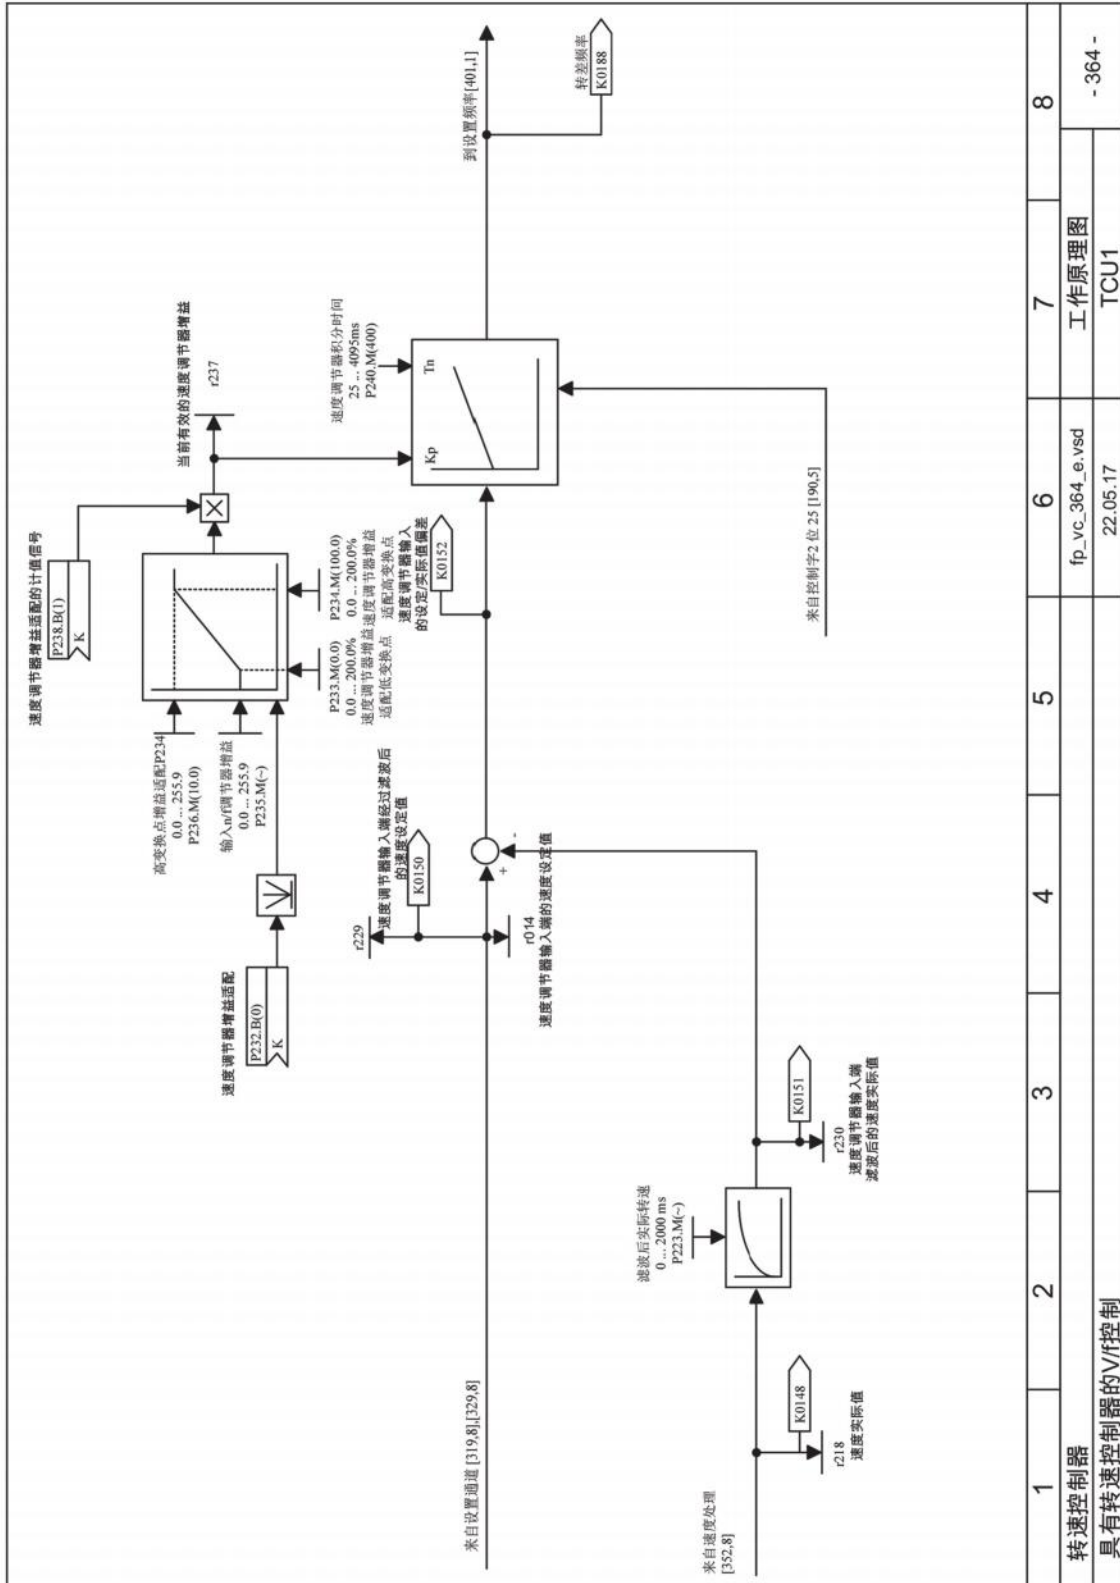 速度调节器增益适配的计值信号
P238.B(1)
K
当前有效的速度调节器增益
r237
高变换点增益适配P234
0.0 ... 255.9
P236.M(10.0)
输入n/f调节器增益
0.0 ... 255.9
P235.M(~)
速度调节器增益适配
P232.B(0)
K
P233.M(0.0)
0.0 ... 200.0%
速度调节器增益
适配低变换点
P234.M(100.0)
0.0 ... 200.0%
速度调节器增益
适配高变换点
速度调节器输入
的设定/实际值偏差
K0152
速度调节器积分时间
25 ... 4095ms
P240.M(400)
Kp
Tn
到设置频率[401,1]
转差频率
K0188
r229
速度调节器输入端经过滤波后
的速度设定值
K0150
r014
速度调节器输入端的速度设定值
+
-
来自设置通道 [319,8],[329,8]
来自控制字2 位 25 [190,5]
滤波后实际转速
0 ... 2000 ms
P223.M(~)
K0151
r230
速度调节器输入端
滤波后的速度实际值
来自速度处理
[352,8]
K0148
r218
速度实际值
1
2
3
4
5
6
7
8
转速控制器
fp_vc_364_e.vsd
工作原理图
- 364 -
具有转速控制器的V/f控制
22.05.17
TCU1